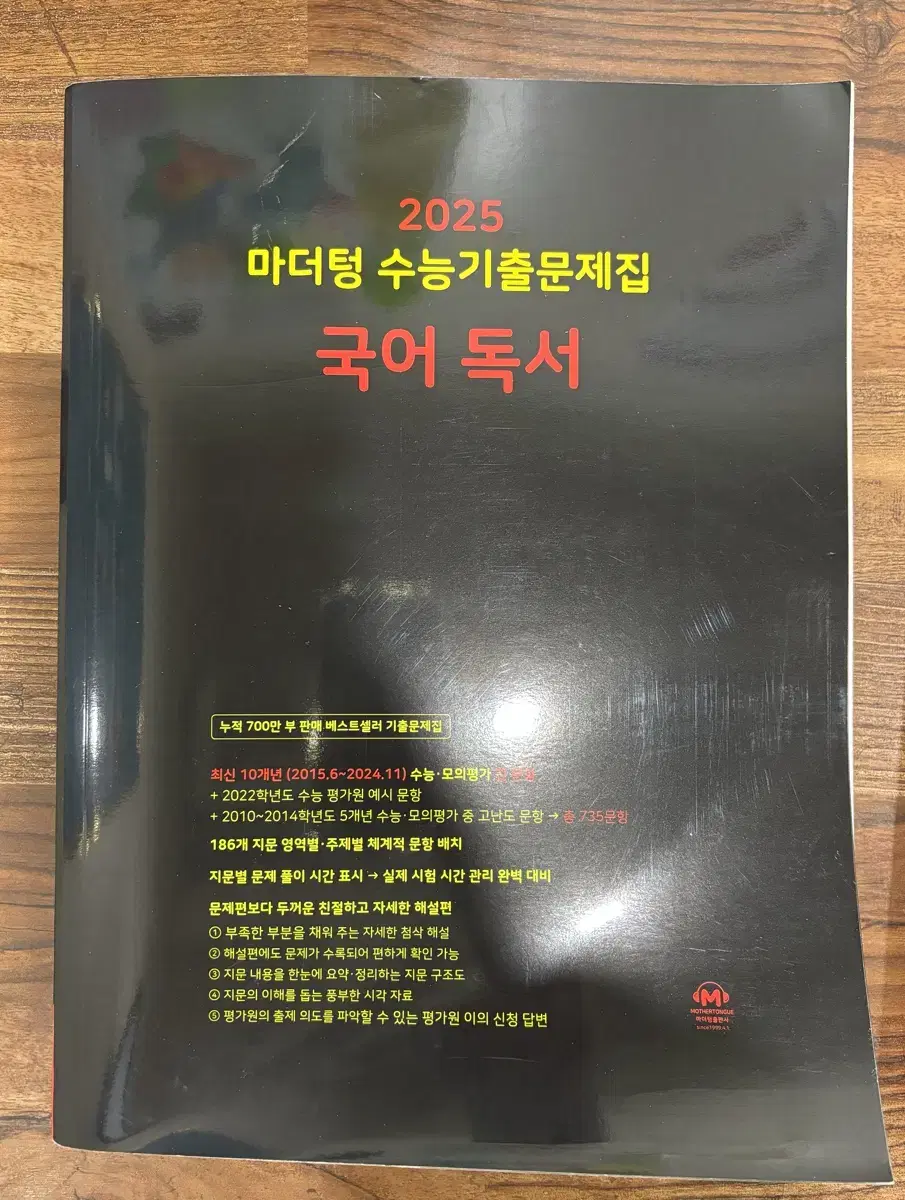 2025
마더텅 수능기출문제집
국어 독서
누적 700만 부 판매 베스트셀러 기출문제집
최신 10개년 (2015.6~2024.11) 수능·모의평가
+ 2022학년도 수능 평가원 예시 문항
+ 2010~2014학년도 5개년 수능·모의평가 중 고난도 문항 → 총 735문항
186개 지문 영역별·주제별 체계적 문항 배치
지문별 문제 풀이 시간 표시 → 실제 시험 시간 관리 완벽 대비
문제편보다 두꺼운 친절하고 자세한 해설편
① 부족한 부분을 채워 주는 자세한 첨삭 해설
② 해설편에도 문제가 수록되어 편하게 확인 가능
③ 지문 내용을 한눈에 요약·정리하는 지문 구조도
④ 지문의 이해를 돕는 풍부한 시각 자료
⑤ 평가원의 출제 의도를 파악할 수 있는 평가원 이의 신청 답변
M
MOTHERTONGUE
마더텅출판사
since1999.4.1